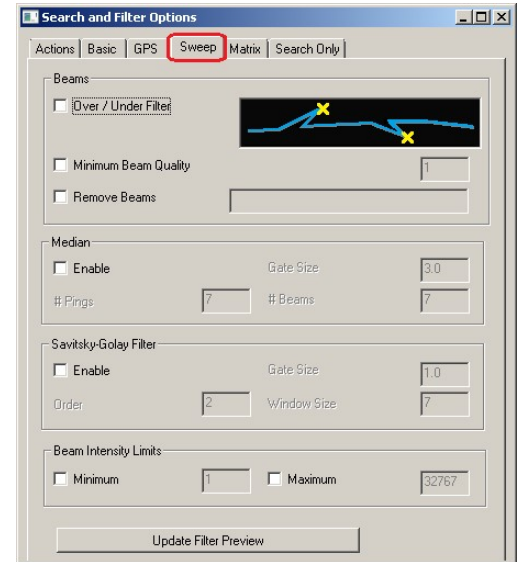 Search and Filter Options
Actions Basic GPS Sweep Matrix Search Only
Beams
Over / Under Filter
Minimum Beam Quality 1
Remove Beams
Median
Enable Gate Size 3.0
# Pings 7 # Beams 7
Savitsky-Golay Filter
Enable Gate Size 1.0
Order 2 Window Size 7
Beam Intensity Limits
Minimum 1 Maximum 32767
Update Filter Preview